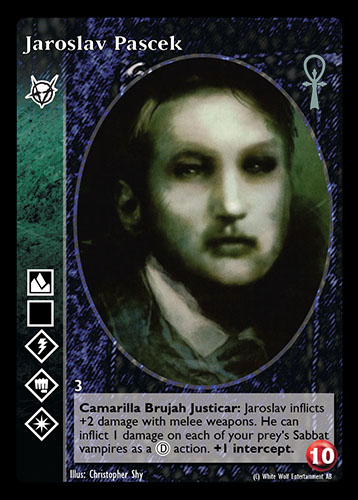 Jaroslav Pascek
3
Camarilla Brujah Justicar: Jaroslav inflicts
+2 damage with melee weapons. He can
inflict 1 damage on each of your prey's Sabbat
vampires as a Ⓓ action. +1 intercept.
10
Illus: Christopher Shy
(C) White Wolf Entertainment AB